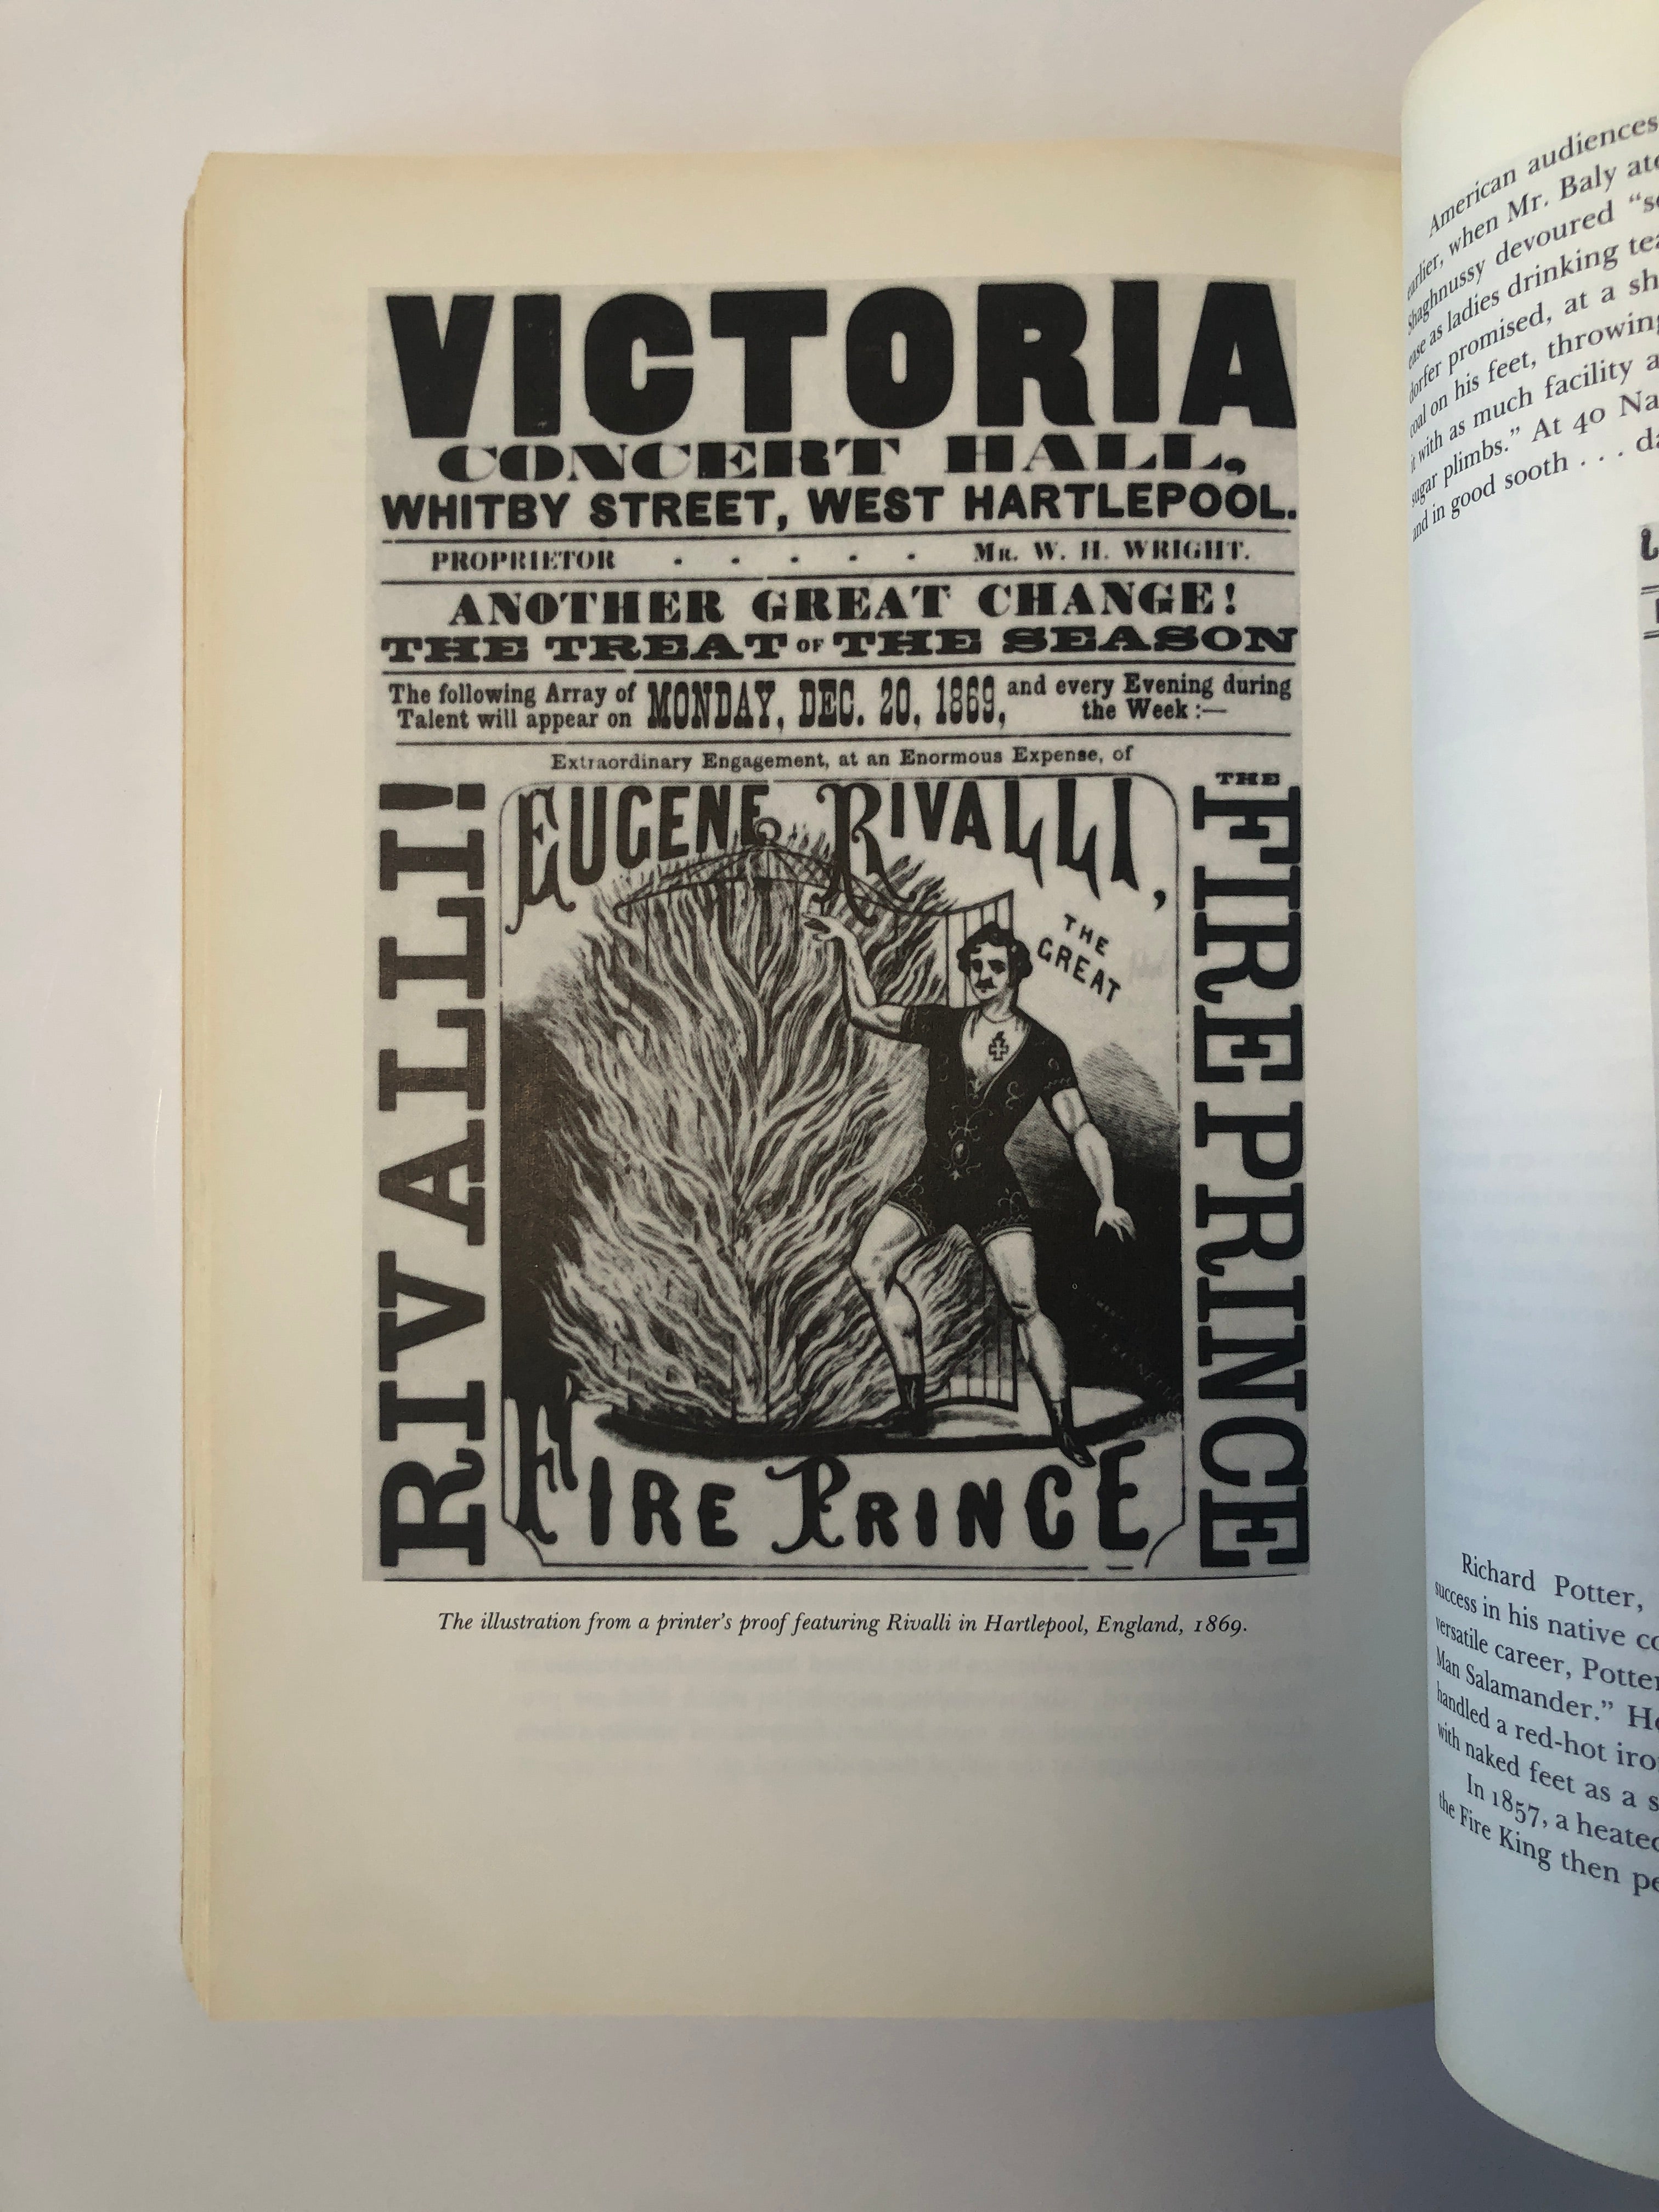 VICTORIA
CONCERT HALL,
WHITBY STREET, WEST HARTLEPOOL.
PROPRIETOR - - - - - MR. W. H. WRIGHT.
ANOTHER GREAT CHANGE!
THE TREAT OF THE SEASON
The following Array of
Talent will appear on
MONDAY, DEC. 20, 1869,
and every Evening during
the Week :—
Extraordinary Engagement, at an Enormous Expense, of
RIVALLI!
EUGENE RIVALLI,
THE
GREAT
FIRE PRINCE
THE
FIRE PRINCE
The illustration from a printer's proof featuring Rivalli in Hartlepool, England, 1869.
American audiences
earlier, when Mr. Baly
Shaghnussy devoured
ease as ladies drinking
dorfer promised, at a
coal on his feet, throwing
it with as much facility
sugar plimbs.” At 40
and in good sooth . . .
Richard Potter,
success in his native
versatile career,
Man Salamander.”
handled a red-hot
with naked feet as a
In 1857, a heated
the Fire King then